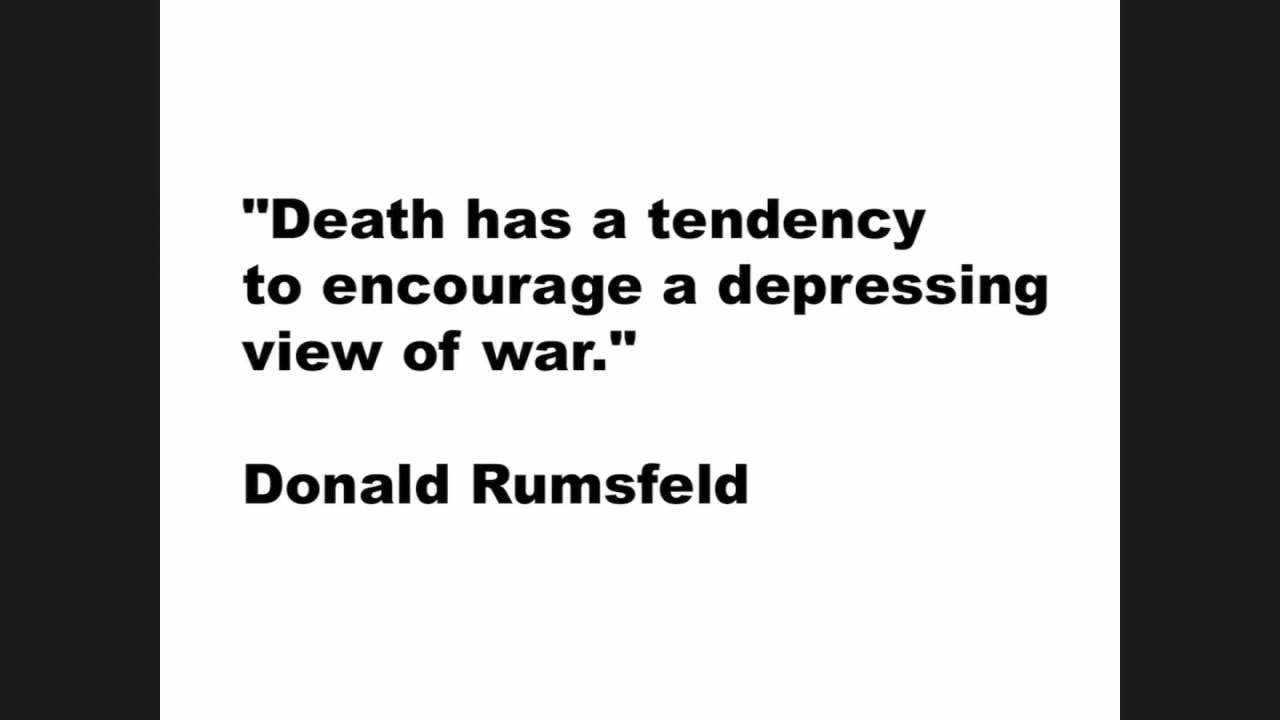 "Death has a tendency
to encourage a depressing
view of war."
Donald Rumsfeld